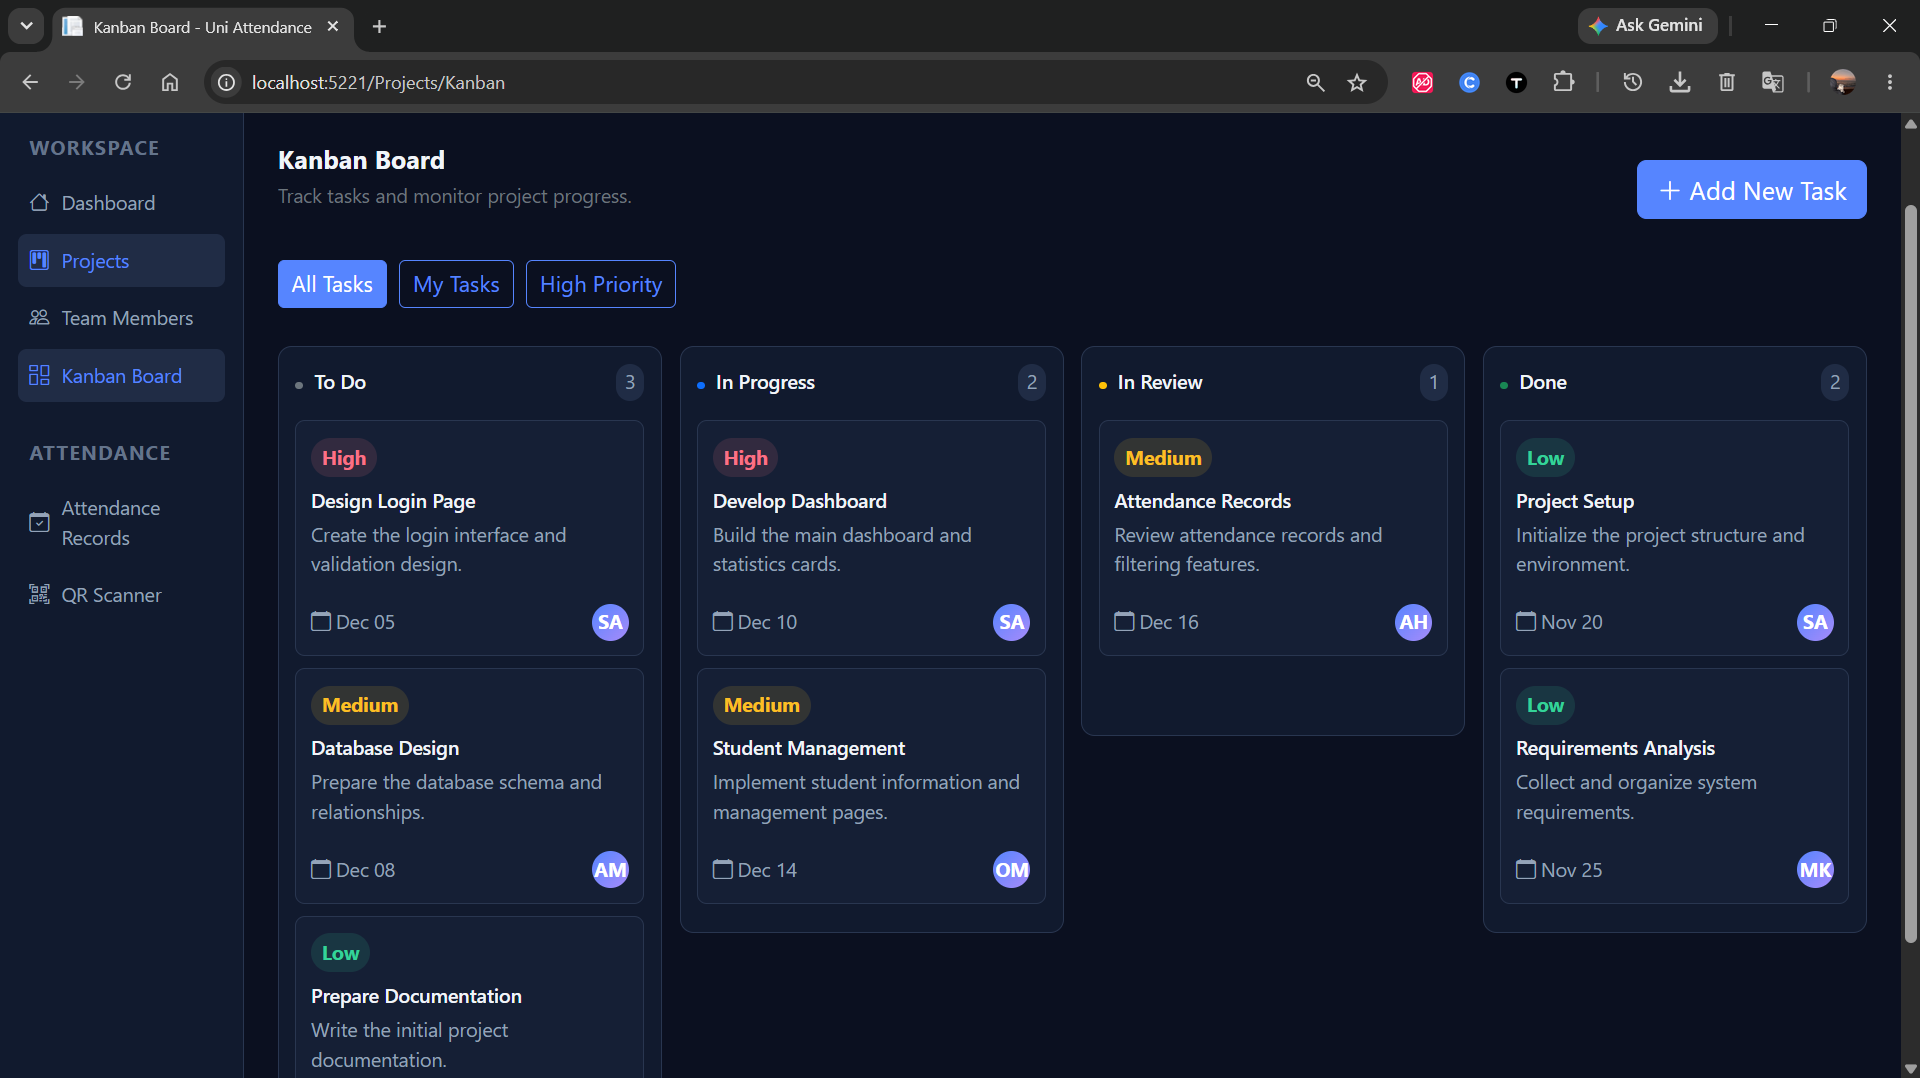 Kanban Board - Uni Attendance
Ask Gemini
localhost:5221/Projects/Kanban
WORKSPACE
Dashboard
Projects
Team Members
Kanban Board
ATTENDANCE
Attendance
Records
QR Scanner
Kanban Board
Track tasks and monitor project progress.
+ Add New Task
All Tasks
My Tasks
High Priority
To Do
3
High
Design Login Page
Create the login interface and
validation design.
Dec 05
SA
Medium
Database Design
Prepare the database schema and
relationships.
Dec 08
AM
Low
Prepare Documentation
Write the initial project
documentation.
In Progress
2
High
Develop Dashboard
Build the main dashboard and
statistics cards.
Dec 10
SA
Medium
Student Management
Implement student information and
management pages.
Dec 14
OM
In Review
1
Medium
Attendance Records
Review attendance records and
filtering features.
Dec 16
AH
Done
2
Low
Project Setup
Initialize the project structure and
environment.
Nov 20
SA
Low
Requirements Analysis
Collect and organize system
requirements.
Nov 25
MK